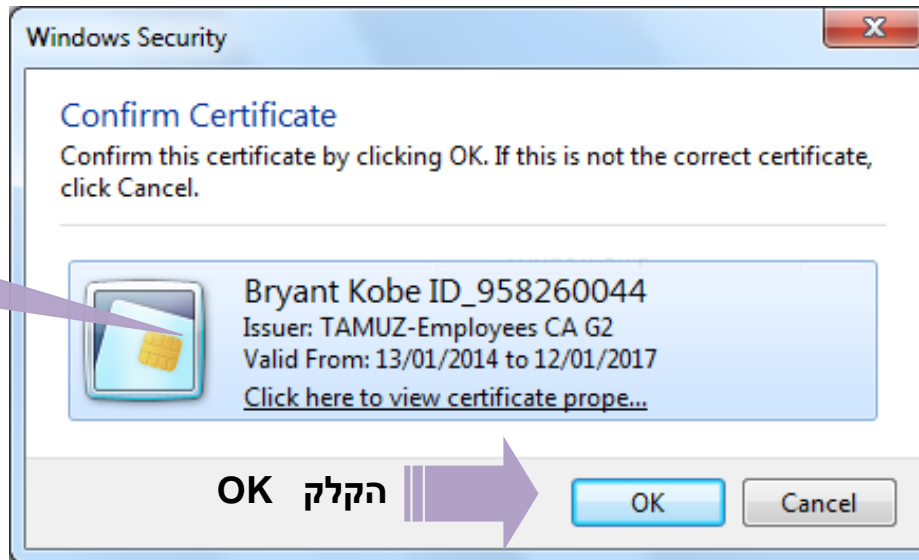 Windows Security
Confirm Certificate
Confirm this certificate by clicking OK. If this is not the correct certificate,
click Cancel.
Bryant Kobe ID_958260044
Issuer: TAMUZ-Employees CA G2
Valid From: 13/01/2014 to 12/01/2017
Click here to view certificate prope...
הקלק OK
OK
Cancel